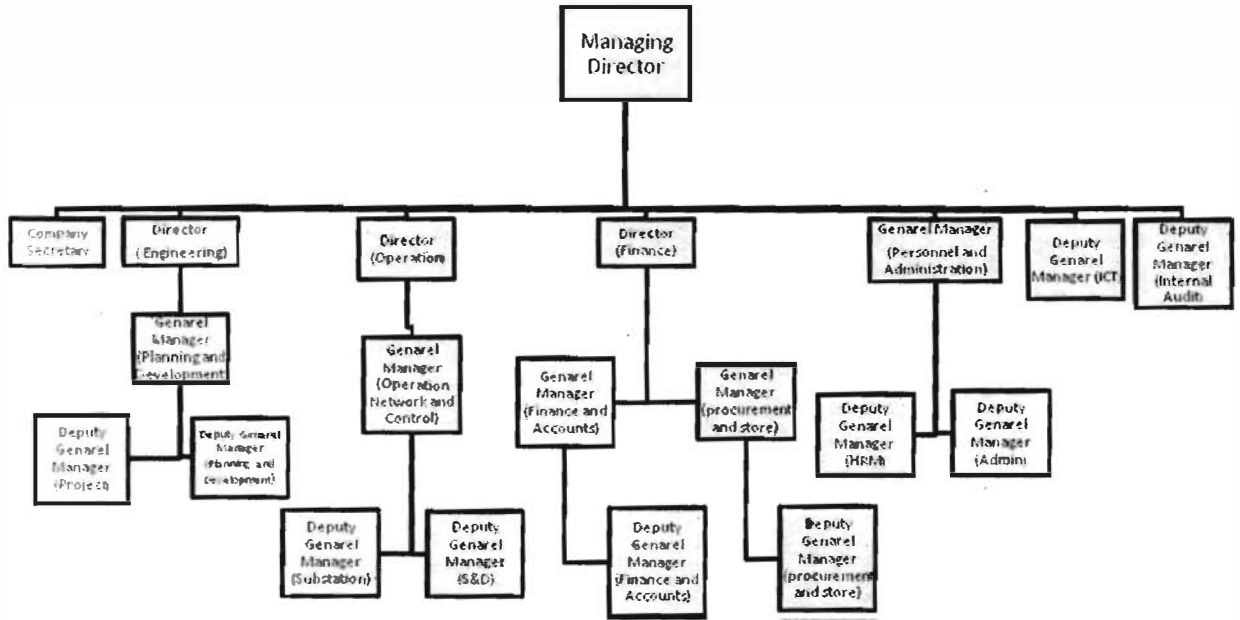 Managing
Director
Company
Secretary
Director
(Engineering)
Director
(Operation)
Director
(Finance)
Genarel Manager
(Personnel and
Administration)
Deputy
Genarel
Manager (ICT)
Deputy
Genarel
Manager
(Internal
Audit)
Genarel
Manager
(Planning and
Development)
Genarel
Manager
(Operation
Network and
Control)
Genarel
Manager
(Finance and
Accounts)
Genarel
Manager
(procurement
and store)
Deputy
Genarel
Manager
(Project)
Deputy Genarel
Manager
(Planning and
Development)
Deputy
Genarel
Manager
(HRM)
Deputy
Genarel
Manager
(Admin)
Deputy
Genarel
Manager
(Substation)
Deputy
Genarel
Manager
(S&D)
Deputy
Genarel
Manager
(Finance and
Accounts)
Deputy
Genarel
Manager
(procurement
and store)